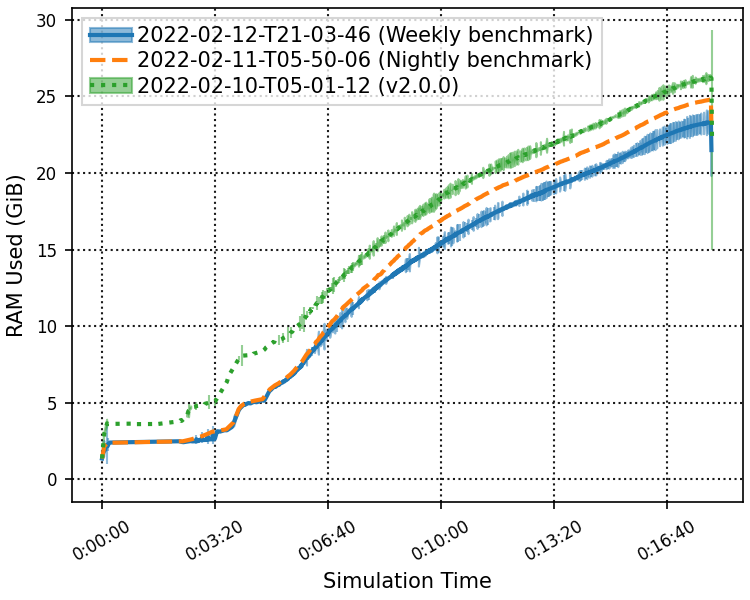 2022-02-12-T21-03-46 (Weekly benchmark)
2022-02-11-T05-50-06 (Nightly benchmark)
2022-02-10-T05-01-12 (v2.0.0)
30
25
20
15
10
5
0
RAM Used (GiB)
0:00:00
0:03:20
0:06:40
0:10:00
0:13:20
0:16:40
Simulation Time